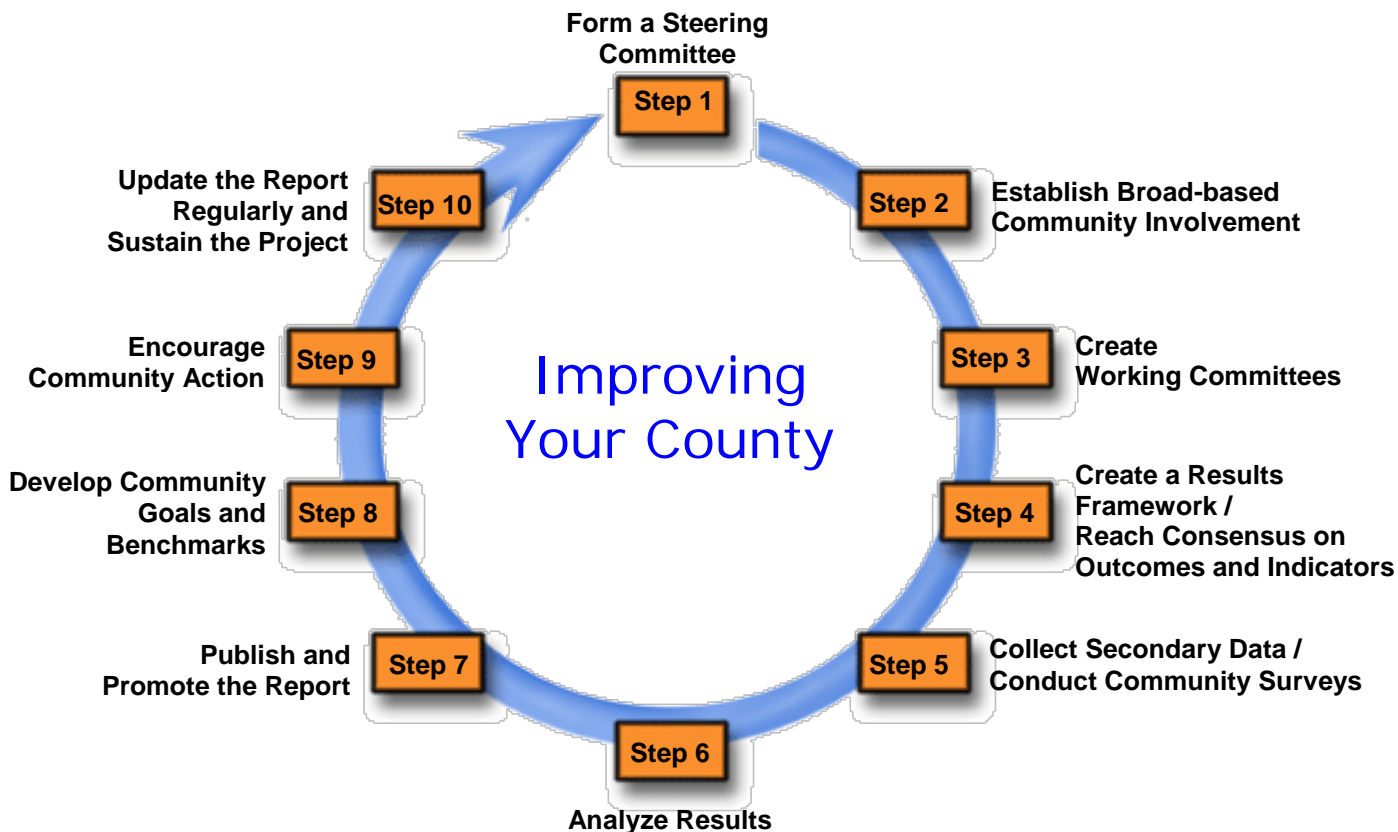 Form a Steering
Committee
Step 1
Step 2
Establish Broad-based
Community Involvement
Step 3
Create
Working Committees
Step 4
Create a Results
Framework /
Reach Consensus on
Outcomes and Indicators
Step 5
Collect Secondary Data /
Conduct Community Surveys
Step 6
Analyze Results
Step 7
Publish and
Promote the Report
Step 8
Develop Community
Goals and
Benchmarks
Step 9
Encourage
Community Action
Step 10
Update the Report
Regularly and
Sustain the Project
Improving
Your County